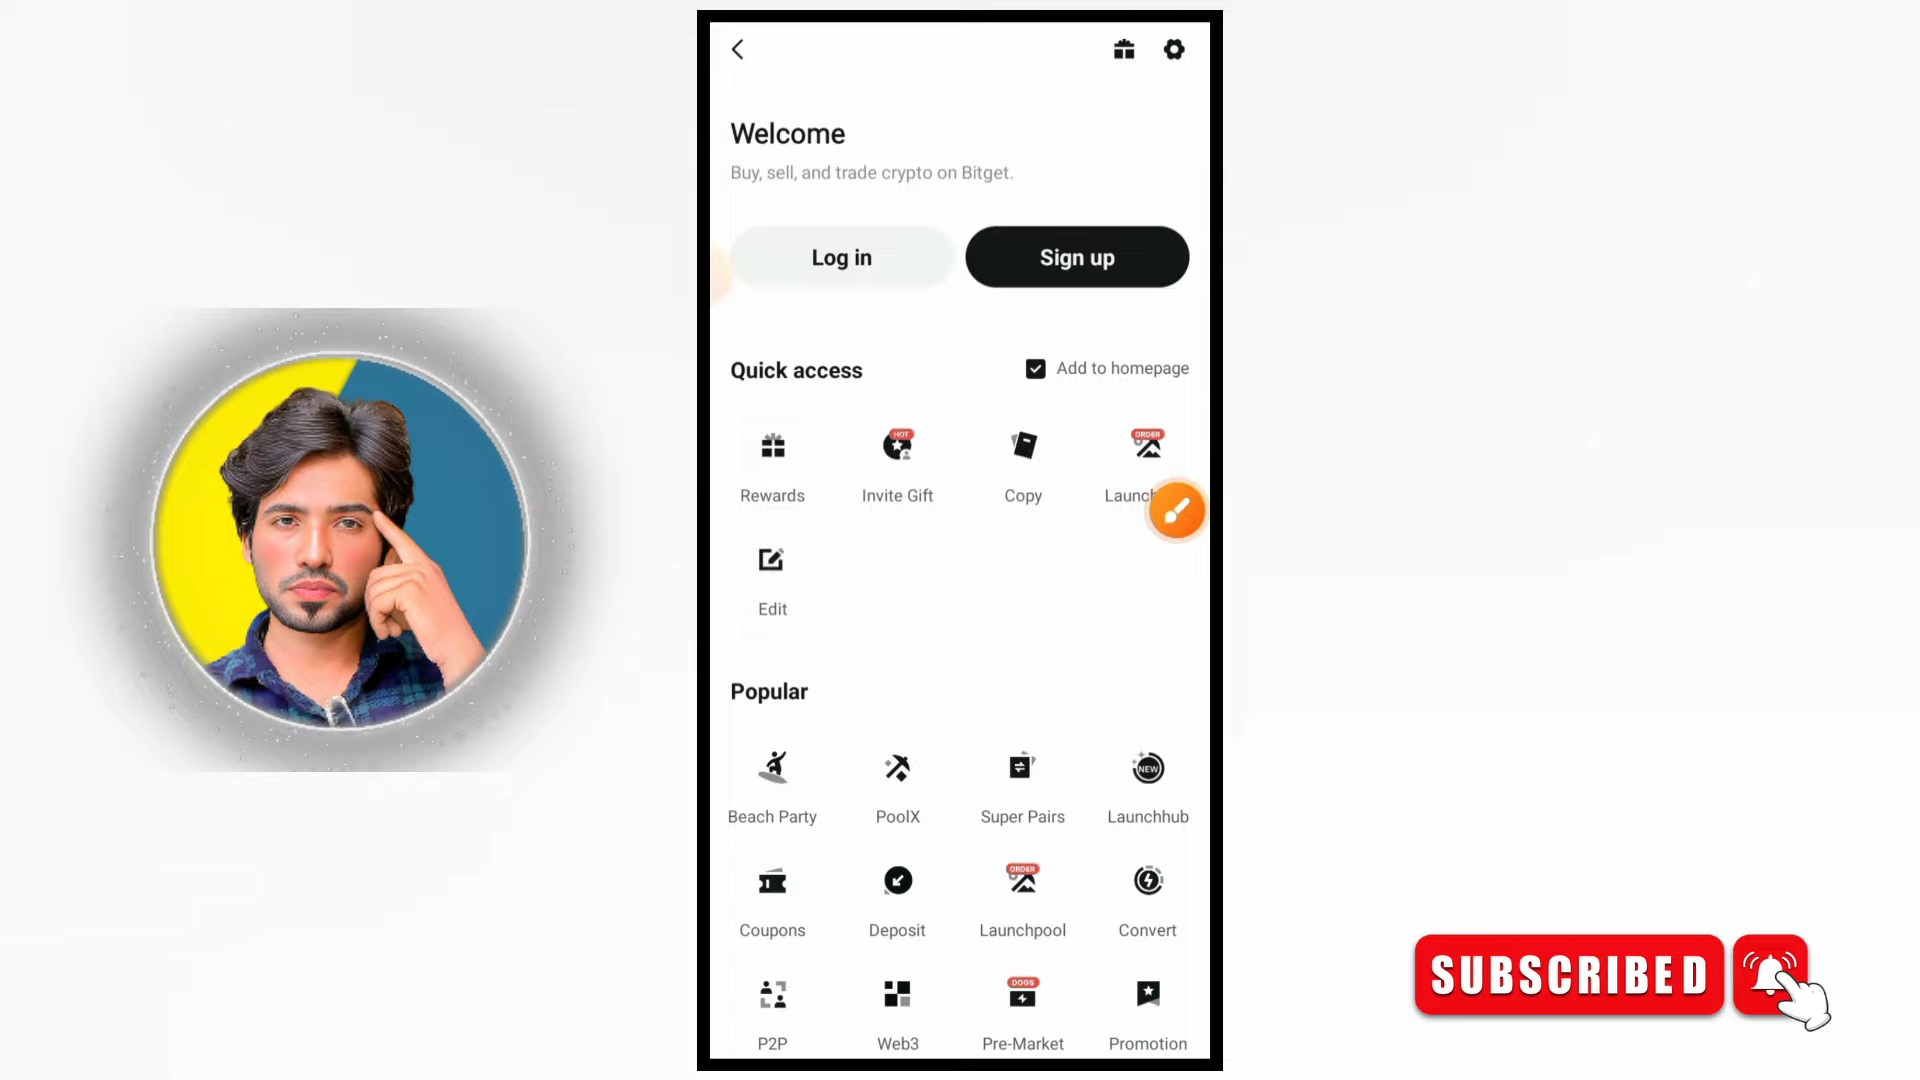 Welcome
Buy, sell, and trade crypto on Bitget.
Log in
Sign up
Quick access
Add to homepage
HOT
ORDER
Rewards
Invite Gift
Copy
Launch
Edit
Popular
NEW
Beach Party
PoolX
Super Pairs
Launchhub
ORDER
Coupons
Deposit
Launchpool
Convert
DOGS
P2P
Web3
Pre-Market
Promotion
SUBSCRIBED